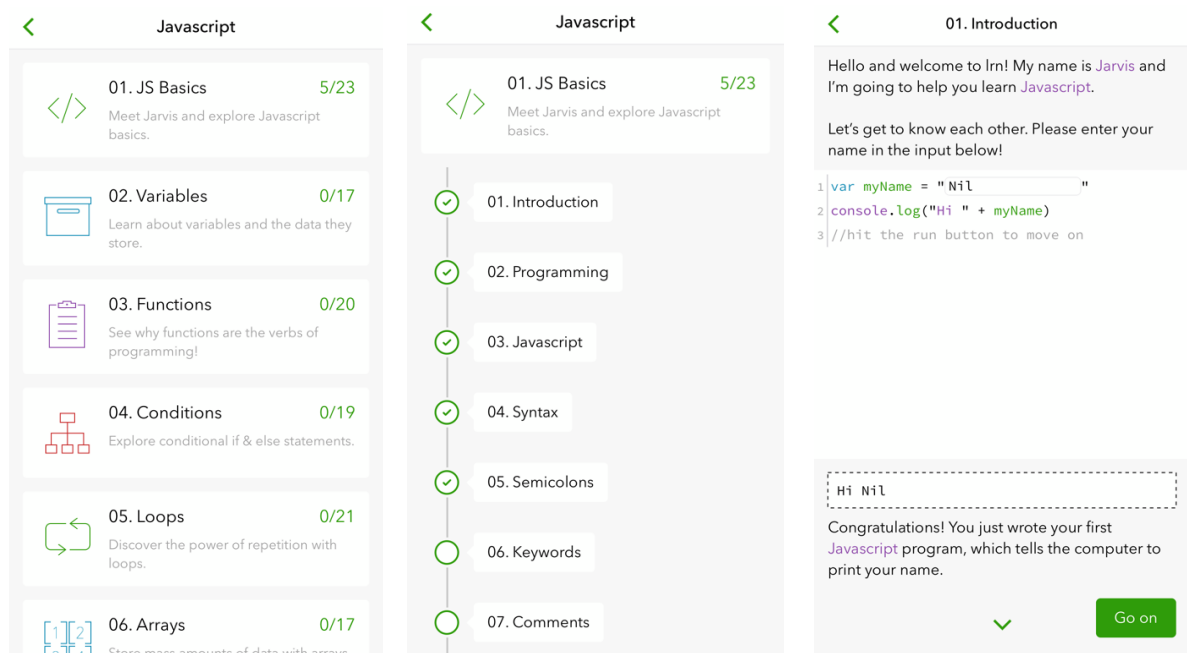 Javascript
01. JS Basics 5/23
Meet Jarvis and explore Javascript
basics.
02. Variables 0/17
Learn about variables and the data they
store.
03. Functions 0/20
See why functions are the verbs of
programming!
04. Conditions 0/19
Explore conditional if & else statements.
05. Loops 0/21
Discover the power of repetition with
loops.
06. Arrays 0/17
Store mass amounts of data with arrays
Javascript
01. JS Basics 5/23
Meet Jarvis and explore Javascript
basics.
01. Introduction
02. Programming
03. Javascript
04. Syntax
05. Semicolons
06. Keywords
07. Comments
01. Introduction
Hello and welcome to lrn! My name is Jarvis and
I’m going to help you learn Javascript.
Let’s get to know each other. Please enter your
name in the input below!
1 var myName = "Nil"
2 console.log("Hi " + myName)
3 //hit the run button to move on
Hi Nil
Congratulations! You just wrote your first
Javascript program, which tells the computer to
print your name.
Go on